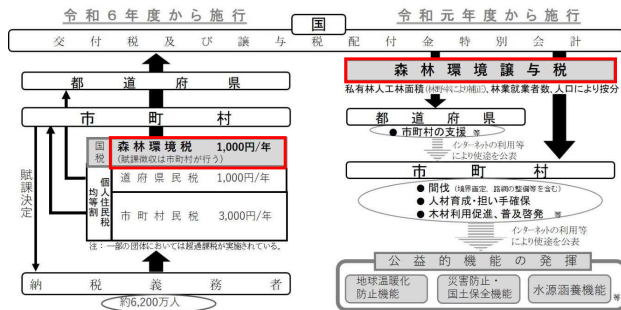 令和６年度から施行
国
令和元年度から施行
交付税及び譲与税配付金特別会計
都道府県
市町村
国税
森林環境税 1,000円/年
(賦課徴収は市町村が行う)
個人住民税
均等割
道府県民税 1,000円/年
市町村民税 3,000円/年
注：一部の団体においては超過課税が実施されている。
賦課決定
納税義務者
約6,200万人
森林環境譲与税
私有林人工林面積(林野率により補正)、林業就業者数、人口により按分
都道府県
● 市町村の支援 等
インターネットの利用等
により使途を公表
市町村
● 間伐(境界画定、路網の整備等を含む)
● 人材育成・担い手確保
● 木材利用促進、普及啓発 等
インターネットの利用等
により使途を公表
公益的機能の発揮
地球温暖化
防止機能
災害防止・
国土保全機能
水源涵養機能
等